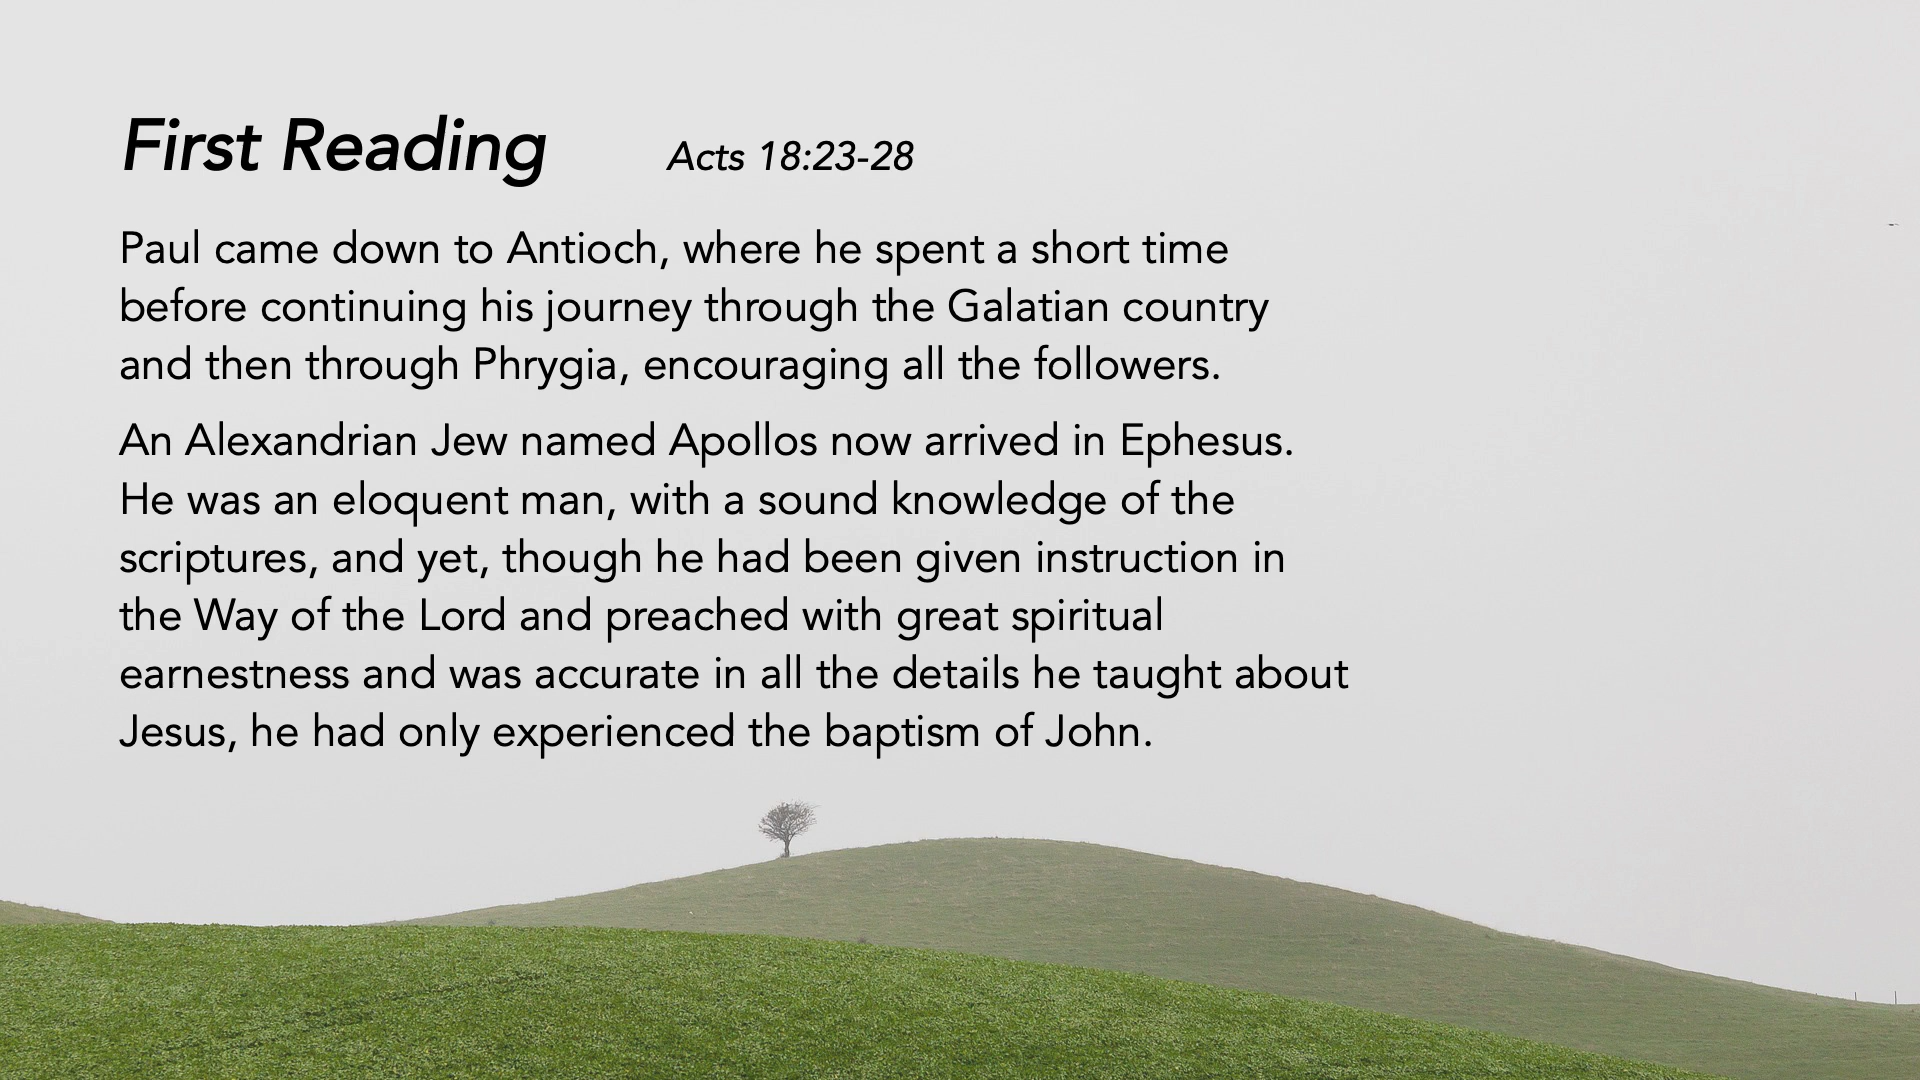 First Reading Acts 18:23-28
Paul came down to Antioch, where he spent a short time
before continuing his journey through the Galatian country
and then through Phrygia, encouraging all the followers.
An Alexandrian Jew named Apollos now arrived in Ephesus.
He was an eloquent man, with a sound knowledge of the
scriptures, and yet, though he had been given instruction in
the Way of the Lord and preached with great spiritual
earnestness and was accurate in all the details he taught about
Jesus, he had only experienced the baptism of John.